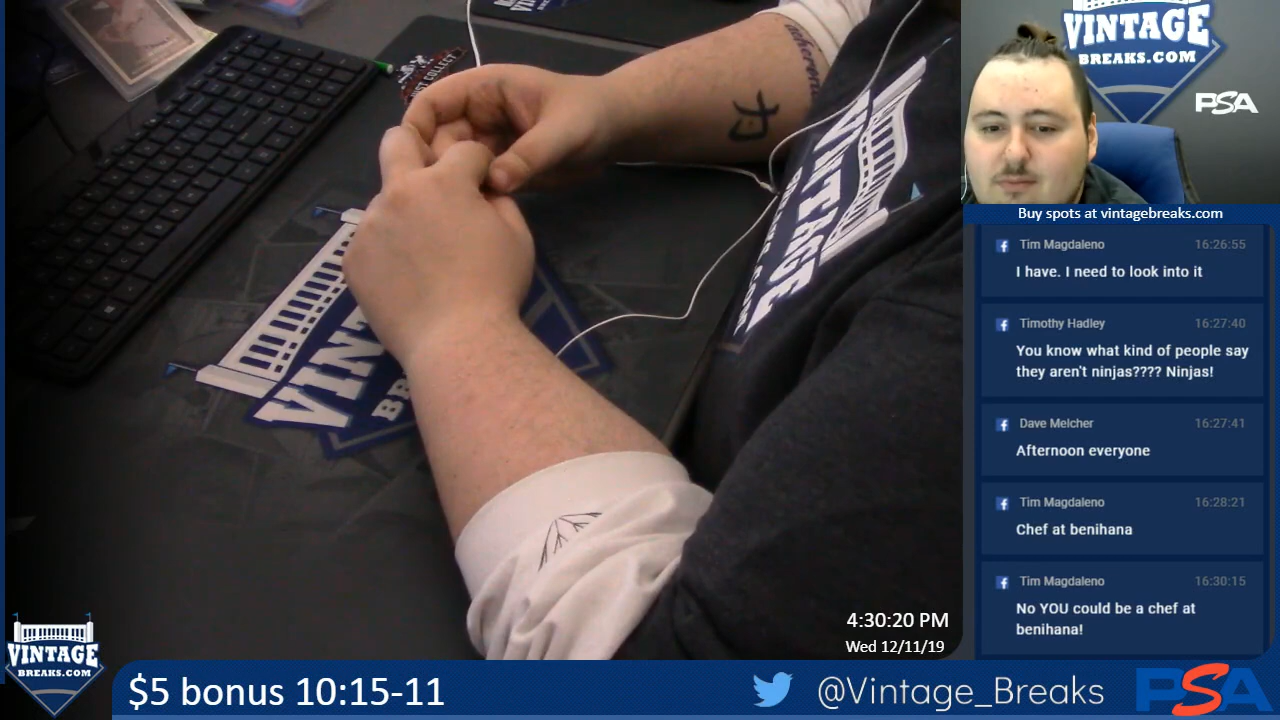 VINTAGE
BREAKS.COM
PSA
Buy spots at vintagebreaks.com
Tim Magdaleno 16:26:55
I have. I need to look into it
Timothy Hadley 16:27:40
You know what kind of people say
they aren't ninjas???? Ninjas!
Dave Melcher 16:27:41
Afternoon everyone
Tim Magdaleno 16:28:21
Chef at benihana
Tim Magdaleno 16:30:15
No YOU could be a chef at
benihana!
VINTAGE
VINT
BR
4:30:20 PM
Wed 12/11/19
VINTAGE
BREAKS.COM
$5 bonus 10:15-11
@Vintage_Breaks
PSA